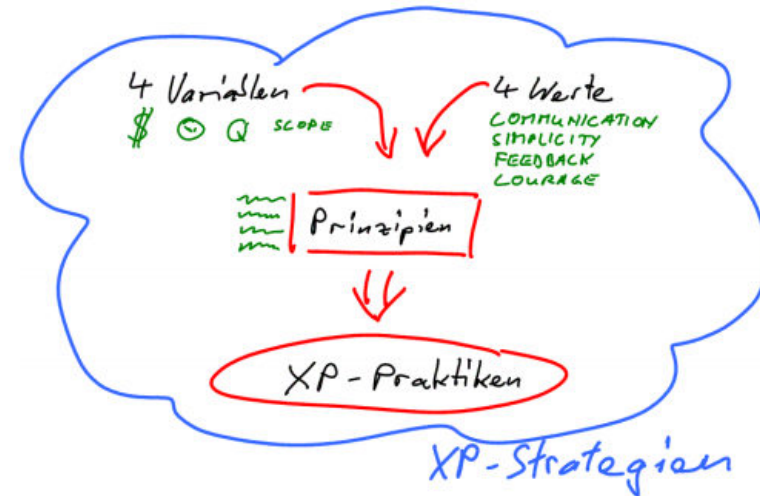 4 Variablen
$ Q SCOPE
4 Werte
COMMUNICATION
SIMPLICITY
FEEDBACK
COURAGE
Prinzipien
XP-Praktiken
XP-Strategien